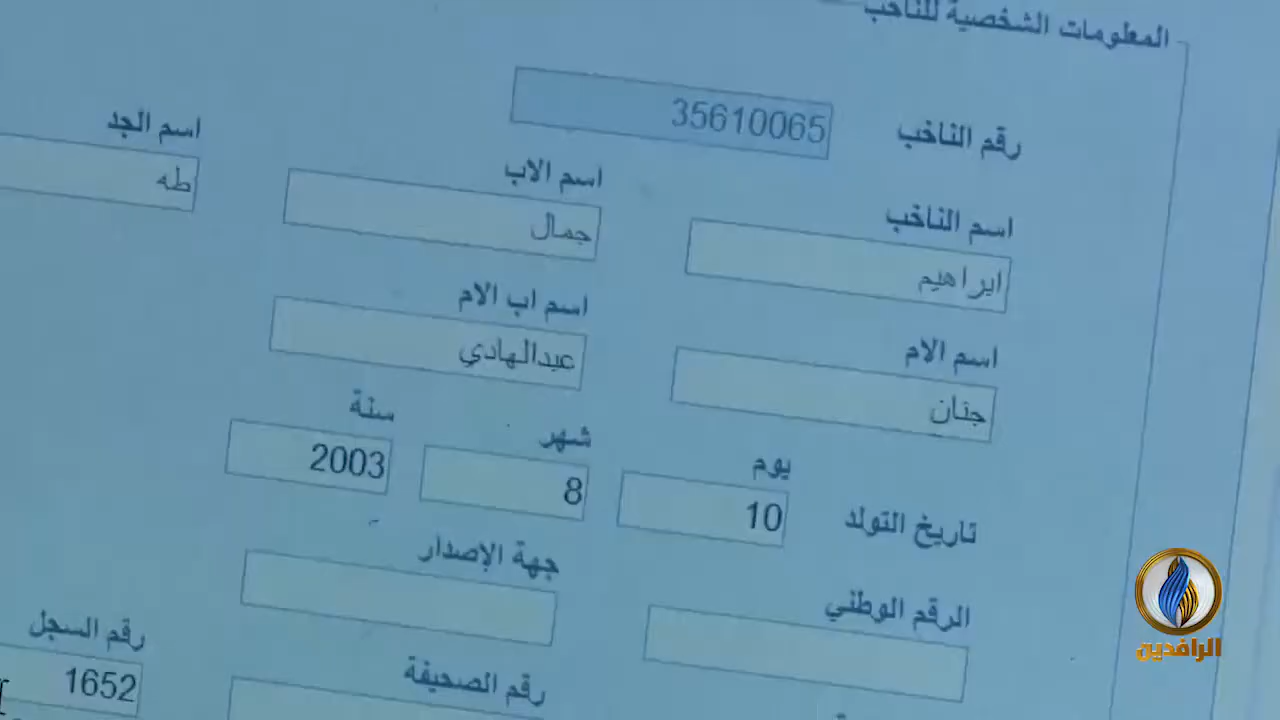 المعلومات الشخصية للناخب
رقم الناخب
35610065
اسم الناخب
ابراهيم
اسم الاب
جمال
اسم الجد
طه
اسم الام
جنان
اسم اب الام
عبدالهادي
تاريخ التولد
يوم
10
شهر
8
سنة
2003
الرقم الوطني
جهة الإصدار
رقم الصحيفة
رقم السجل
1652
الرافدين